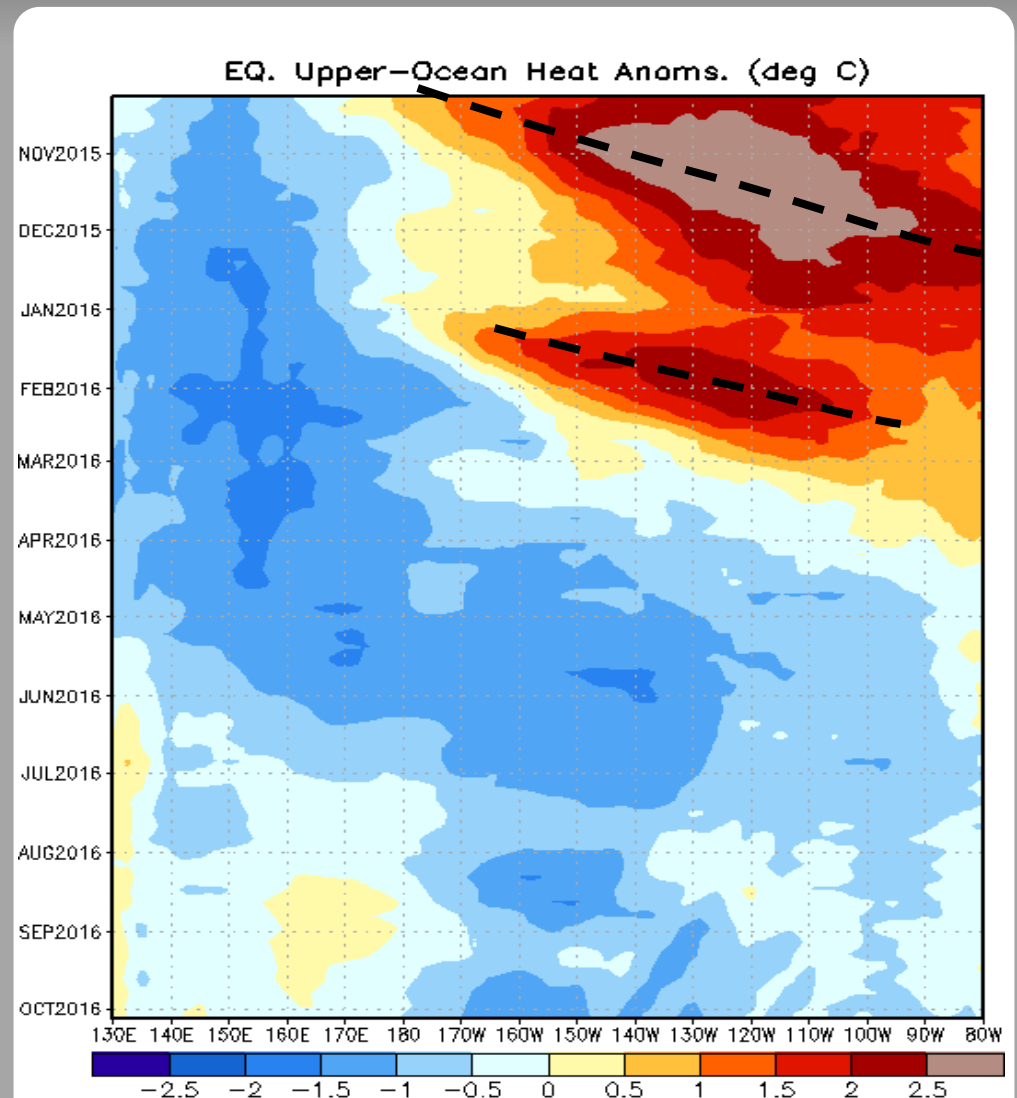 EQ. Upper-Ocean Heat Anoms. (deg C)
NOV2015
DEC2015
JAN2016
FEB2016
MAR2016
APR2016
MAY2016
JUN2016
JUL2016
AUG2016
SEP2016
OCT2016
130E 140E 150E 160E 170E 180 170W 160W 150W 140W 130W 120W 110W 100W 90W 80W
-2.5 -2 -1.5 -1 -0.5 0 0.5 1 1.5 2 2.5